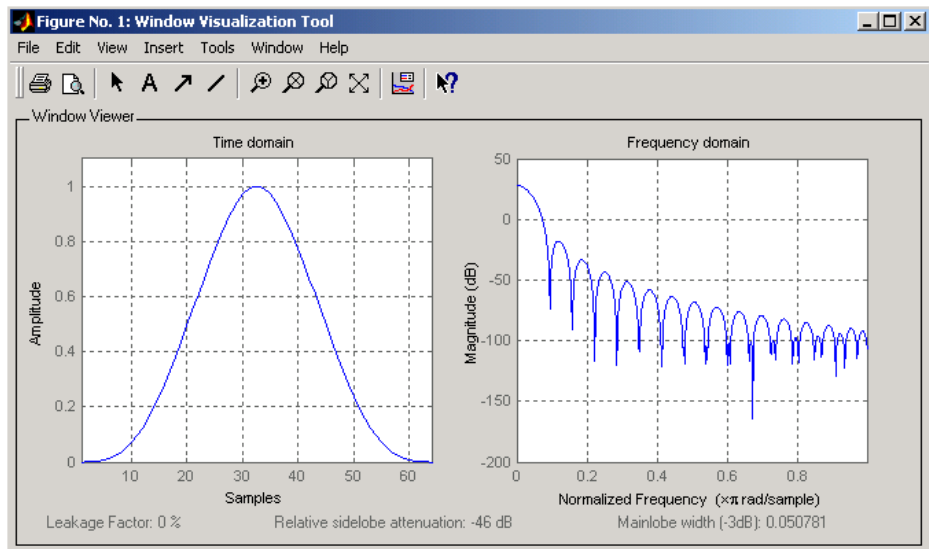 Figure No. 1: Window Visualization Tool
File Edit View Insert Tools Window Help
A
Window Viewer
Time domain
Amplitude
1
0.8
0.6
0.4
0.2
0
10 20 30 40 50 60
Samples
Frequency domain
Magnitude (dB)
50
0
-50
-100
-150
-200
0 0.2 0.4 0.6 0.8
Normalized Frequency (×π rad/sample)
Leakage Factor: 0 % Relative sidelobe attenuation: -46 dB Mainlobe width (-3dB): 0.050781